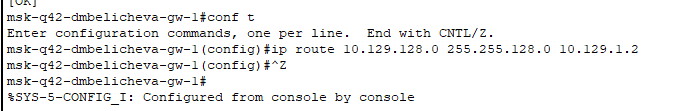 [OK]
msk-q42-dmbelicheva-gw-1#conf t
Enter configuration commands, one per line.  End with CNTL/Z.
msk-q42-dmbelicheva-gw-1(config)#ip route 10.129.128.0 255.255.128.0 10.129.1.2
msk-q42-dmbelicheva-gw-1(config)#^Z
msk-q42-dmbelicheva-gw-1#
%SYS-5-CONFIG_I: Configured from console by console